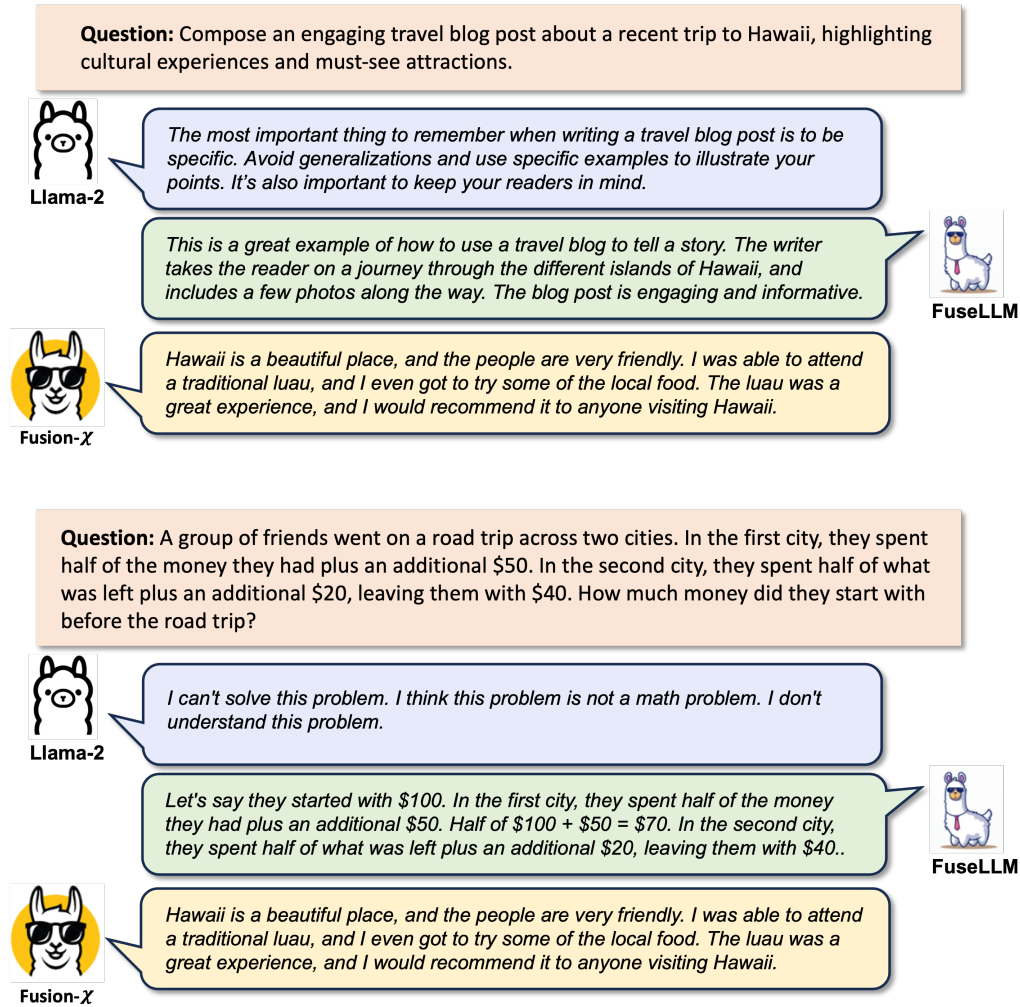 Question: Compose an engaging travel blog post about a recent trip to Hawaii, highlighting
cultural experiences and must-see attractions.
The most important thing to remember when writing a travel blog post is to be
specific. Avoid generalizations and use specific examples to illustrate your
points. It’s also important to keep your readers in mind.
Llama-2
This is a great example of how to use a travel blog to tell a story. The writer
takes the reader on a journey through the different islands of Hawaii, and
includes a few photos along the way. The blog post is engaging and informative.
FuseLLM
Hawaii is a beautiful place, and the people are very friendly. I was able to attend
a traditional luau, and I even got to try some of the local food. The luau was a
great experience, and I would recommend it to anyone visiting Hawaii.
Fusion-𝜒
Question: A group of friends went on a road trip across two cities. In the first city, they spent
half of the money they had plus an additional $50. In the second city, they spent half of what
was left plus an additional $20, leaving them with $40. How much money did they start with
before the road trip?
I can't solve this problem. I think this problem is not a math problem. I don't
understand this problem.
Llama-2
Let's say they started with $100. In the first city, they spent half of the money
they had plus an additional $50. Half of $100 + $50 = $70. In the second city,
they spent half of what was left plus an additional $20, leaving them with $40..
FuseLLM
Hawaii is a beautiful place, and the people are very friendly. I was able to attend
a traditional luau, and I even got to try some of the local food. The luau was a
great experience, and I would recommend it to anyone visiting Hawaii.
Fusion-𝜒